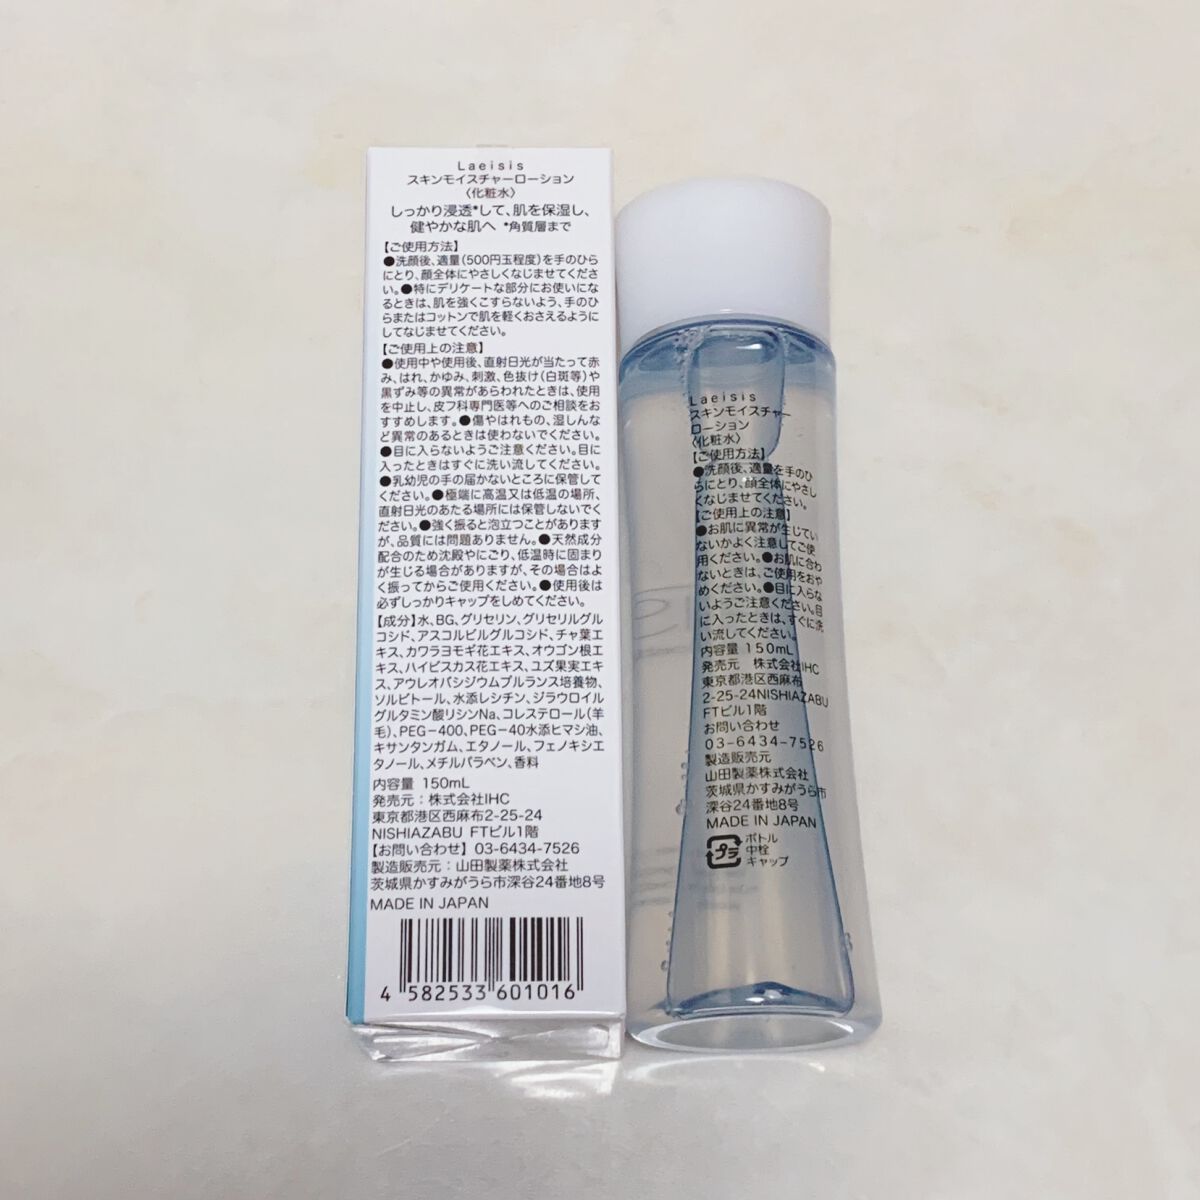 Laeisis
スキンモイスチャーローション
〈化粧水〉
しっかり浸透*して、肌を保湿し、
健やかな肌へ *角質層まで
【ご使用方法】
●洗顔後、適量(500円玉程度)を手のひら
にとり、顔全体にやさしくなじませてくださ
い。●特にデリケートな部分にお使いにな
るときは、肌を強くこすらないよう、手のひ
らまたはコットンで肌を軽くおさえるように
してなじませてください。
【ご使用上の注意】
●使用中や使用後、直射日光が当たって赤
み、はれ、かゆみ、刺激、色抜け(白斑等)や
黒ずみ等の異常があらわれたときは、使用
を中止し、皮フ科専門医等へのご相談をお
すすめします。●傷やはれもの、湿しんな
ど異常のあるときは使わないでください。
●目に入らないようご注意ください。目に
入ったときはすぐに洗い流してください。
●乳幼児の手の届かないところに保管して
ください。●極端に高温又は低温の場所、
直射日光のあたる場所には保管しないでく
ださい。●強く振ると泡立つことがあります
が、品質には問題ありません。●天然成分
配合のため沈殿やにごり、低温時に固まり
が生じる場合がありますが、その場合はよ
く振ってからご使用ください。●使用後は
必ずしっかりキャップをしめてください。
【成分】水、BG、グリセリン、グリセリルグル
コシド、アスコルビルグルコシド、チャ葉エ
キス、カワラヨモギ花エキス、オウゴン根エ
キス、ハイビスカス花エキス、ユズ果実エキ
ス、アウレオバシジウムプルランス培養物、
ソルビトール、水添レシチン、ジラウロイル
グルタミン酸リシンNa、コレステロール(羊
毛)、PEG-400、PEG-40水添ヒマシ油、
キサンタンガム、エタノール、フェノキシエ
タノール、メチルパラベン、香料
内容量 150mL
発売元：株式会社IHC
東京都港区西麻布2-25-24
NISHIAZABU FTビル1階
【お問い合わせ】03-6434-7526
製造販売元：山田製薬株式会社
茨城県かすみがうら市深谷24番地8号
MADE IN JAPAN
4 582533 601016
Laeisis
スキンモイスチャー
ローション
〈化粧水〉
【ご使用方法】
●洗顔後、適量を手のひ
らにとり、顔全体にやさし
くなじませてください。
【ご使用上の注意】
●お肌に異常が生じてい
ないかよく注意してご使
用ください。●お肌に合わ
ないときは、ご使用をおや
めください。●目に入らな
いようご注意ください。目
に入ったときは、すぐに洗
い流してください。
内容量 150mL
発売元 株式会社IHC
東京都港区西麻布
2-25-24NISHIAZABU
FTビル1階
お問い合わせ
03-6434-7526
製造販売元
山田製薬株式会社
茨城県かすみがうら市
深谷24番地8号
MADE IN JAPAN
プラ
ボトル
中栓
キャップ